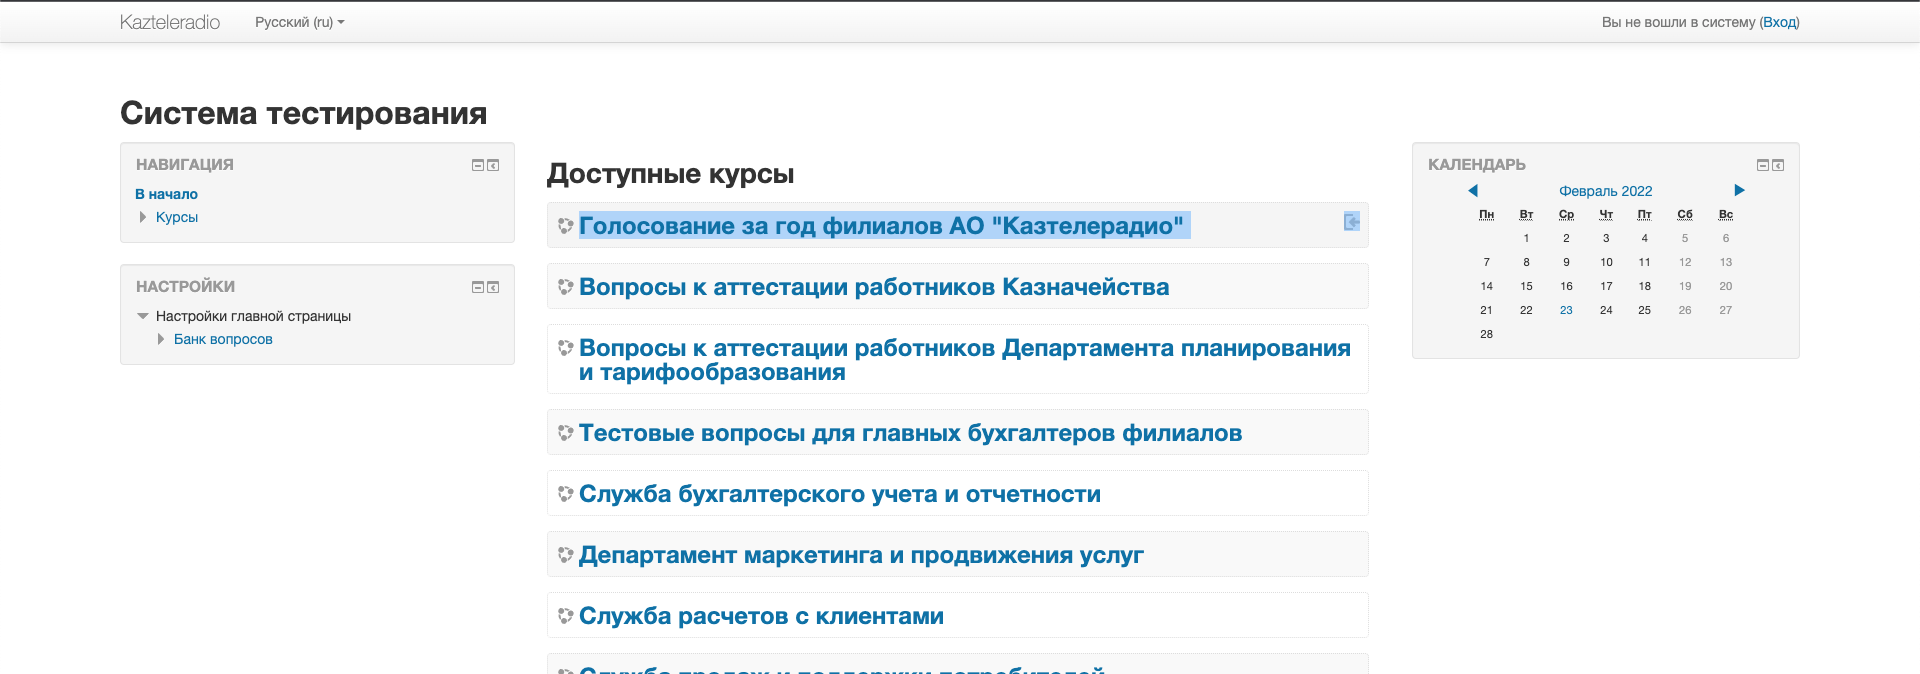 Kazteleradio
Русский (ru)
Вы не вошли в систему (Вход)
Система тестирования
НАВИГАЦИЯ
В начало
Курсы
НАСТРОЙКИ
Настройки главной страницы
Банк вопросов
Доступные курсы
Голосование за год филиалов АО "Казтелерадио"
Вопросы к аттестации работников Казначейства
Вопросы к аттестации работников Департамента планирования
и тарифообразования
Тестовые вопросы для главных бухгалтеров филиалов
Служба бухгалтерского учета и отчетности
Департамент маркетинга и продвижения услуг
Служба расчетов с клиентами
Служба продаж и поддержки потребителей
КАЛЕНДАРЬ
Февраль 2022
Пн Вт Ср Чт Пт Сб Вс
1 2 3 4 5 6
7 8 9 10 11 12 13
14 15 16 17 18 19 20
21 22 23 24 25 26 27
28